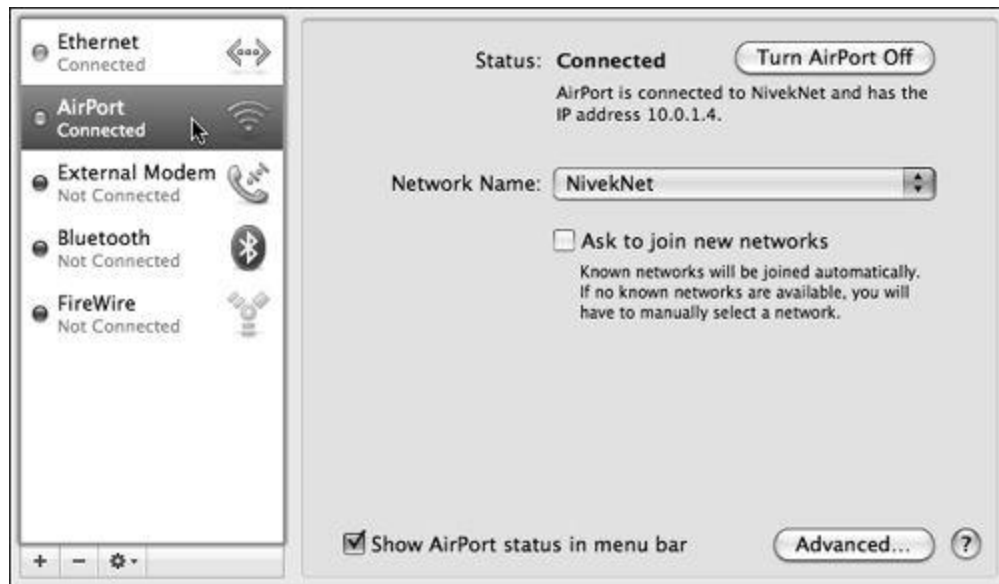 Ethernet
Connected
AirPort
Connected
External Modem
Not Connected
Bluetooth
Not Connected
FireWire
Not Connected
Status: Connected
Turn AirPort Off
AirPort is connected to NivekNet and has the
IP address 10.0.1.4.
Network Name: NivekNet
Ask to join new networks
Known networks will be joined automatically.
If no known networks are available, you will
have to manually select a network.
Show AirPort status in menu bar
Advanced...
?